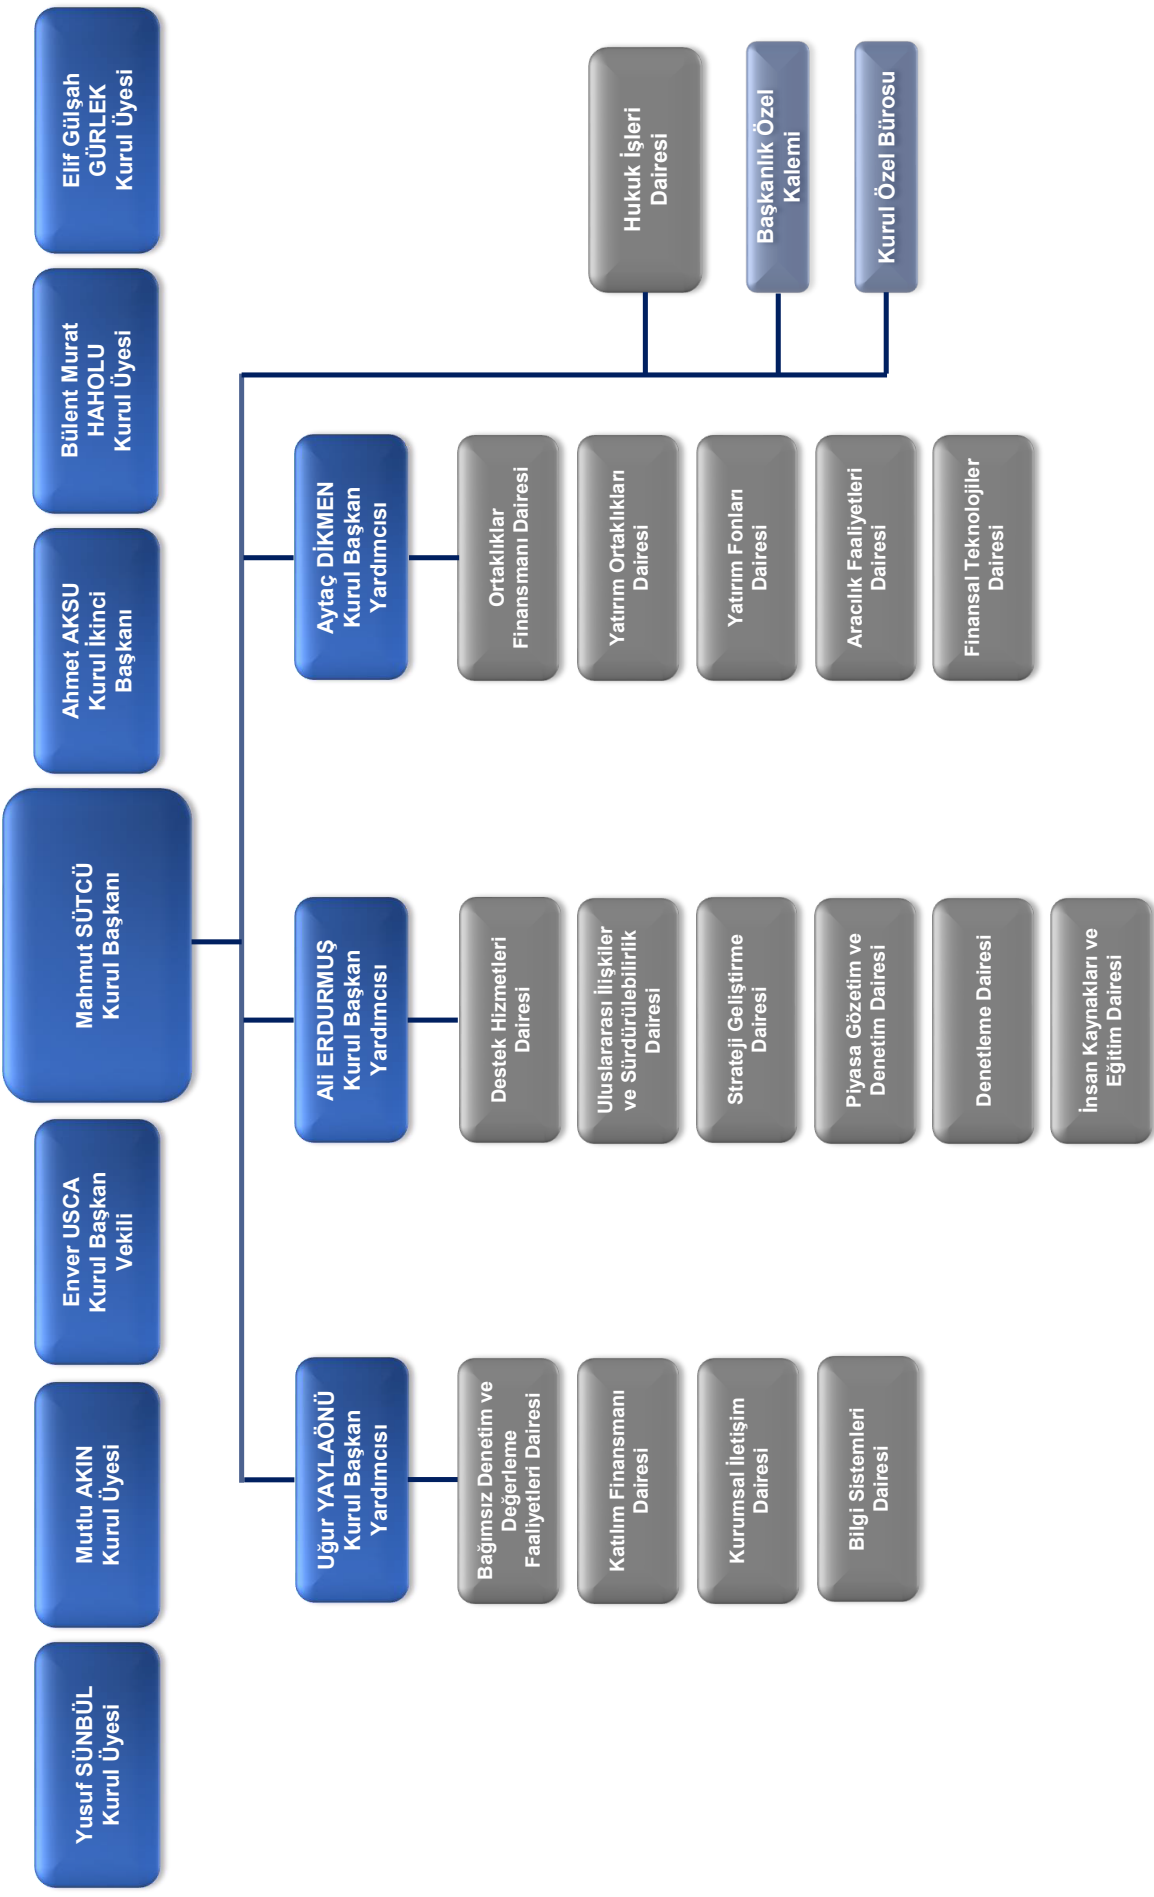 Yusuf SÜNBÜL
Kurul Üyesi
Mutlu AKIN
Kurul Üyesi
Enver USCA
Kurul Başkan
Vekili
Mahmut SÜTCÜ
Kurul Başkanı
Ahmet AKSU
Kurul İkinci
Başkanı
Bülent Murat
HAHOLU
Kurul Üyesi
Elif Gülşah
GÜRLEK
Kurul Üyesi
Uğur YAYLAÖNÜ
Kurul Başkan
Yardımcısı
Bağımsız Denetim ve
Değerleme
Faaliyetleri Dairesi
Katılım Finansmanı
Dairesi
Kurumsal İletişim
Dairesi
Bilgi Sistemleri
Dairesi
Ali ERDURMUŞ
Kurul Başkan
Yardımcısı
Destek Hizmetleri
Dairesi
Uluslararası İlişkiler
ve Sürdürülebilirlik
Dairesi
Strateji Geliştirme
Dairesi
Piyasa Gözetim ve
Denetim Dairesi
Denetleme Dairesi
İnsan Kaynakları ve
Eğitim Dairesi
Aytaç DİKMEN
Kurul Başkan
Yardımcısı
Ortaklıklar
Finansmanı Dairesi
Yatırım Ortaklıkları
Dairesi
Yatırım Fonları
Dairesi
Aracılık Faaliyetleri
Dairesi
Finansal Teknolojiler
Dairesi
Hukuk İşleri
Dairesi
Başkanlık Özel
Kalemi
Kurul Özel Bürosu